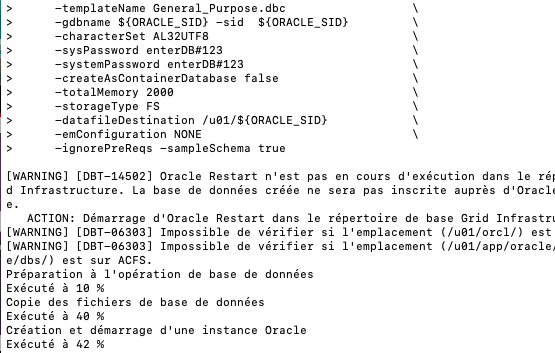 >      -templateName General_Purpose.dbc                  \
>      -gdbname ${ORACLE_SID} -sid  ${ORACLE_SID}         \
>      -characterSet AL32UTF8                             \
>      -sysPassword enterDB#123                           \
>      -systemPassword enterDB#123                        \
>      -createAsContainerDatabase false                   \
>      -totalMemory 2000                                  \
>      -storageType FS                                    \
>      -datafileDestination /u01/${ORACLE_SID}            \
>      -emConfiguration NONE                              \
>      -ignorePreReqs -sampleSchema true
[WARNING] [DBT-14502] Oracle Restart n'est pas en cours d'exécution dans le rép
d Infrastructure. La base de données créée ne sera pas inscrite auprès d'Oracle
e.
   ACTION: Démarrage d'Oracle Restart dans le répertoire de base Grid Infrastru
[WARNING] [DBT-06303] Impossible de vérifier si l'emplacement (/u01/orcl/) est
[WARNING] [DBT-06303] Impossible de vérifier si l'emplacement (/u01/app/oracle/
e/dbs/) est sur ACFS.
Préparation à l'opération de base de données
Exécuté à 10 %
Copie des fichiers de base de données
Exécuté à 40 %
Création et démarrage d'une instance Oracle
Exécuté à 42 %